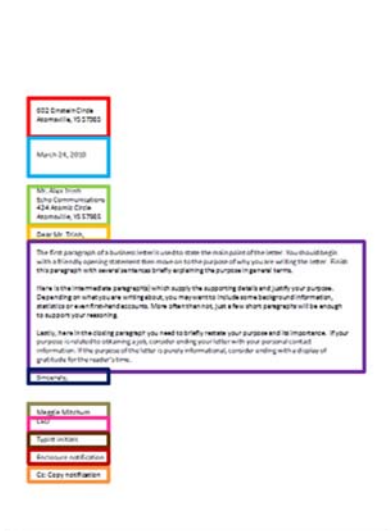 602 Einstein Circle
Atomsville, YS 57985
March 24, 2010
Mr. Alex Trinh
Echo Communications
424 Atomic Circle
Atomsville, YS 57985
Dear Mr. Trinh,
The first paragraph of a business letter is used to state the main point of the letter. You should begin
with a friendly opening statement then move on to the purpose of why you are writing the letter. Finish
this paragraph with several sentences briefly explaining the purpose in general terms.
Here is the intermediate paragraph(s) which supply the supporting details and justify your purpose.
Depending on what you are writing about, you may want to include some background information,
statistics or even first-hand accounts. More often than not, just a few short paragraphs will be enough
to support your reasoning.
Lastly, here in the closing paragraph you need to briefly restate your purpose and its importance. If your
purpose is related to obtaining a job, consider ending your letter with your personal contact
information. If the purpose of the letter is purely informational, consider ending with a display of
gratitude for the reader's time.
Sincerely,
Maggie Mitchum
CEO
Typist initials
Enclosure notification
Cc: Copy notification